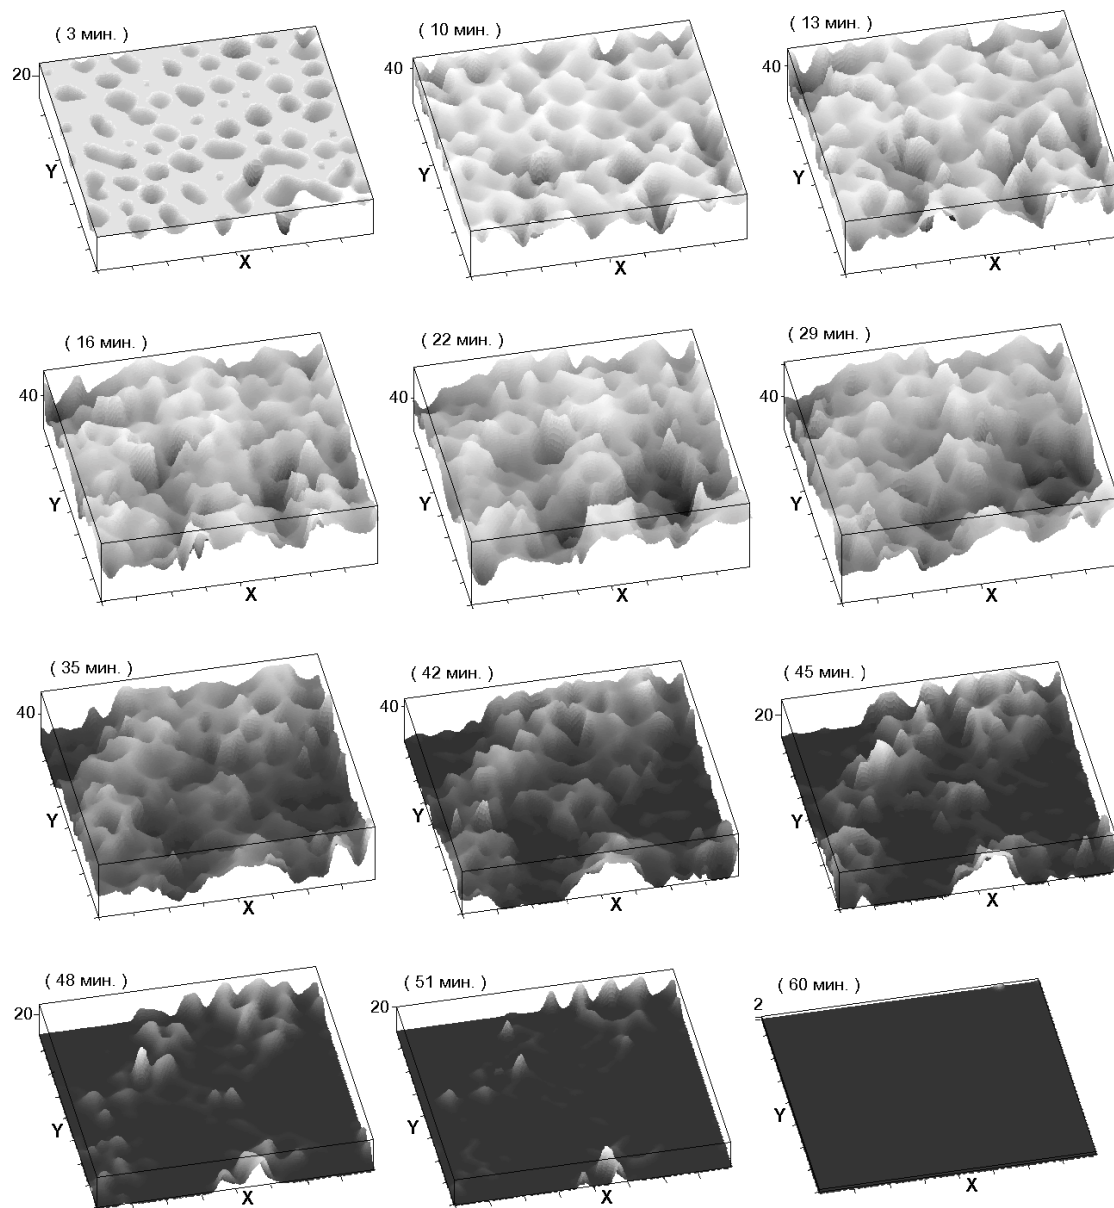 ( 3 мин. )
20
Y
X
( 10 мин. )
40
Y
X
( 13 мин. )
40
Y
X
( 16 мин. )
40
Y
X
( 22 мин. )
40
Y
X
( 29 мин. )
40
Y
X
( 35 мин. )
40
Y
X
( 42 мин. )
40
Y
X
( 45 мин. )
20
Y
X
( 48 мин. )
20
Y
X
( 51 мин. )
20
Y
X
( 60 мин. )
2
Y
X